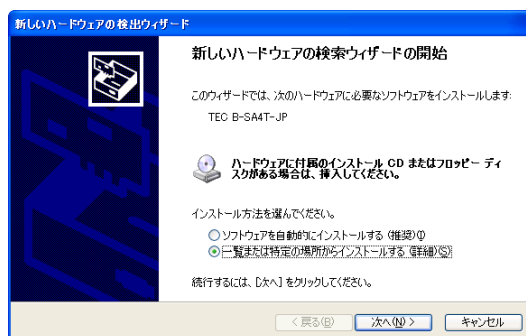 新しいハードウェアの検出ウィザード
新しいハードウェアの検索ウィザードの開始
このウィザードでは、次のハードウェアに必要なソフトウェアをインストールします:
TEC B-SA4T-JP
ハードウェアに付属のインストール CD またはフロッピー ディ
スクがある場合は、挿入してください。
インストール方法を選んでください。
ソフトウェアを自動的にインストールする (推奨)(I)
一覧または特定の場所からインストールする (詳細)(S)
続行するには、[次へ] をクリックしてください。
< 戻る(B)
次へ(N) >
キャンセル